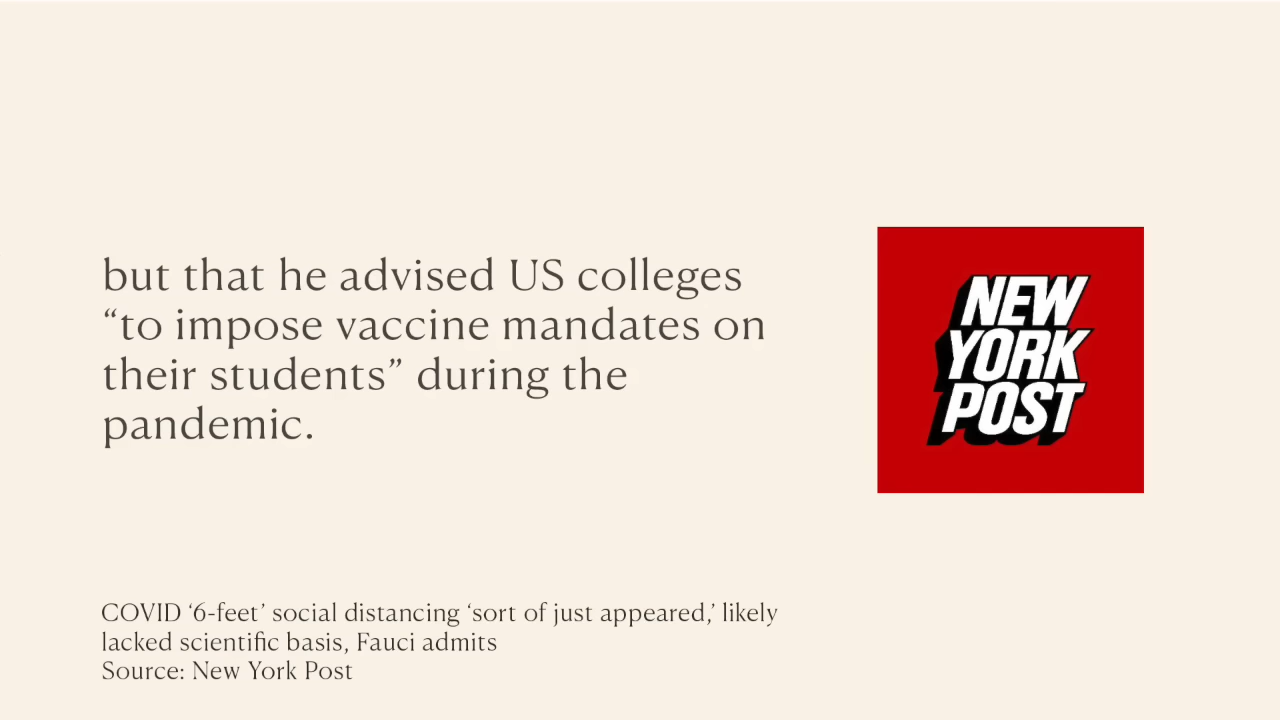 but that he advised US colleges
“to impose vaccine mandates on
their students” during the
pandemic.
NEW
YORK
POST
COVID ‘6-feet’ social distancing ‘sort of just appeared,’ likely
lacked scientific basis, Fauci admits
Source: New York Post